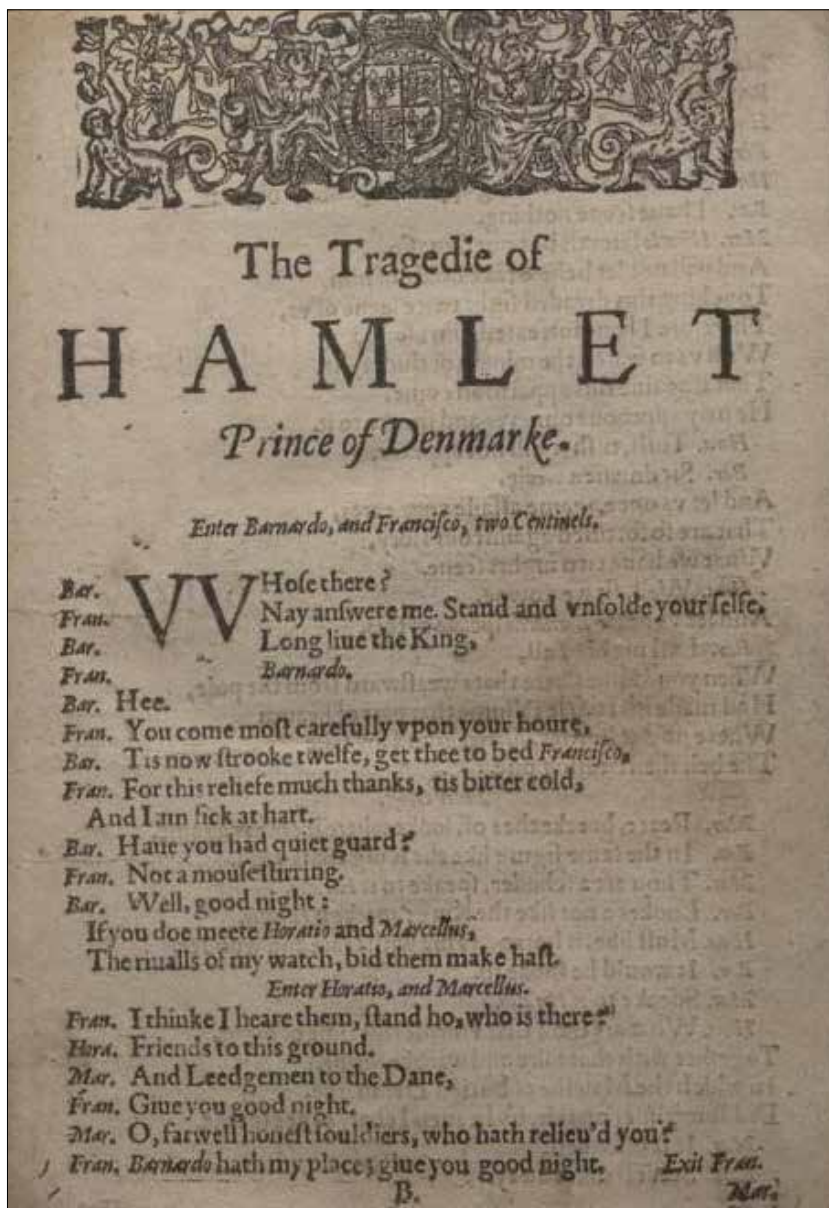 The Tragedie of
HAMLET
Prince of Denmarke.
Enter Barnardo, and Franciſco, two Centinels.
Bar. VVHoſe there?
Fran. Nay anſwere me. Stand and vnfolde your ſelfe.
Bar. Long liue the King,
Fran. Barnardo.
Bar. Hee.
Fran. You come moſt carefully vpon your houre,
Bar. Tis now ſtrooke twelfe, get thee to bed Franciſco,
Fran. For this reliefe much thanks, tis bitter cold,
And I am ſick at hart.
Bar. Haue you had quiet guard?
Fran. Not a mouſe ſtirring.
Bar. Well, good night:
If you doe meete Horatio and Marcellus,
The riualls of my watch, bid them make haſt.
Enter Horatio, and Marcellus.
Fran. I thinke I heare them, ſtand ho, who is there?
Hora. Friends to this ground.
Mar. And Leedgemen to the Dane,
Fran. Giue you good night.
Mar. O, farwell honeſt ſouldiers, who hath relieu'd you?
Fran. Barnardo hath my place; giue you good night. Exit Fran.
B. Mar.